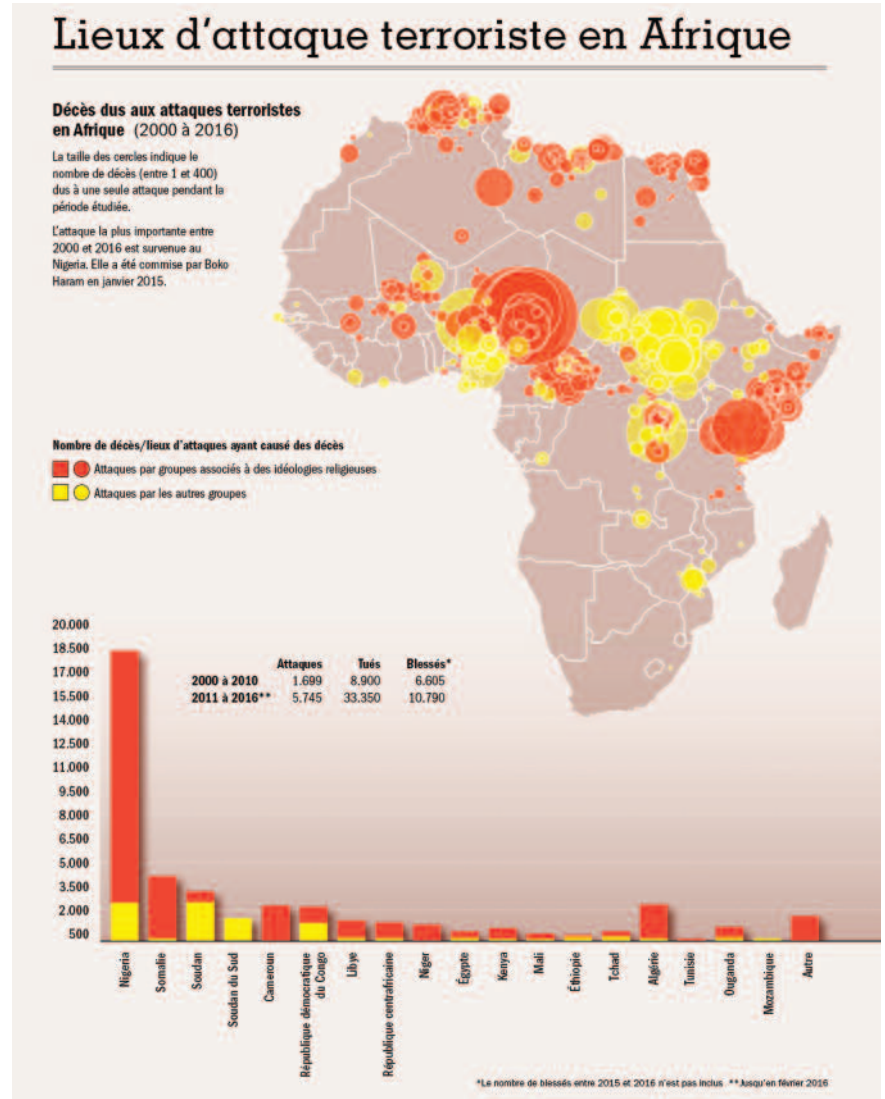 Lieux d'attaque terroriste en Afrique
Décès dus aux attaques terroristes
en Afrique (2000 à 2016)
La taille des cercles indique le
nombre de décès (entre 1 et 400)
dus à une seule attaque pendant la
période étudiée.
L'attaque la plus importante entre
2000 et 2016 est survenue au
Nigeria. Elle a été commise par Boko
Haram en janvier 2015.
Nombre de décès/lieux d'attaques ayant causé des décès
Attaques par groupes associés à des idéologies religieuses
Attaques par les autres groupes
20.000
18.500
17.000
15.500
14.000
12.500
11.000
9.500
8.000
6.500
5.000
3.500
2.000
500
Attaques Tués Blessés*
2000 à 2010 1.699 8.900 6.605
2011 à 2016** 5.745 33.350 10.790
Nigeria
Somalie
Soudan
Soudan du Sud
Cameroun
République démocratique
du Congo
Libye
République centrafricaine
Niger
Égypte
Kenya
Mali
Éthiopie
Tchad
Algérie
Tunisie
Ouganda
Mozambique
Autre
*Le nombre de blessés entre 2015 et 2016 n'est pas inclus **Jusqu'en février 2016